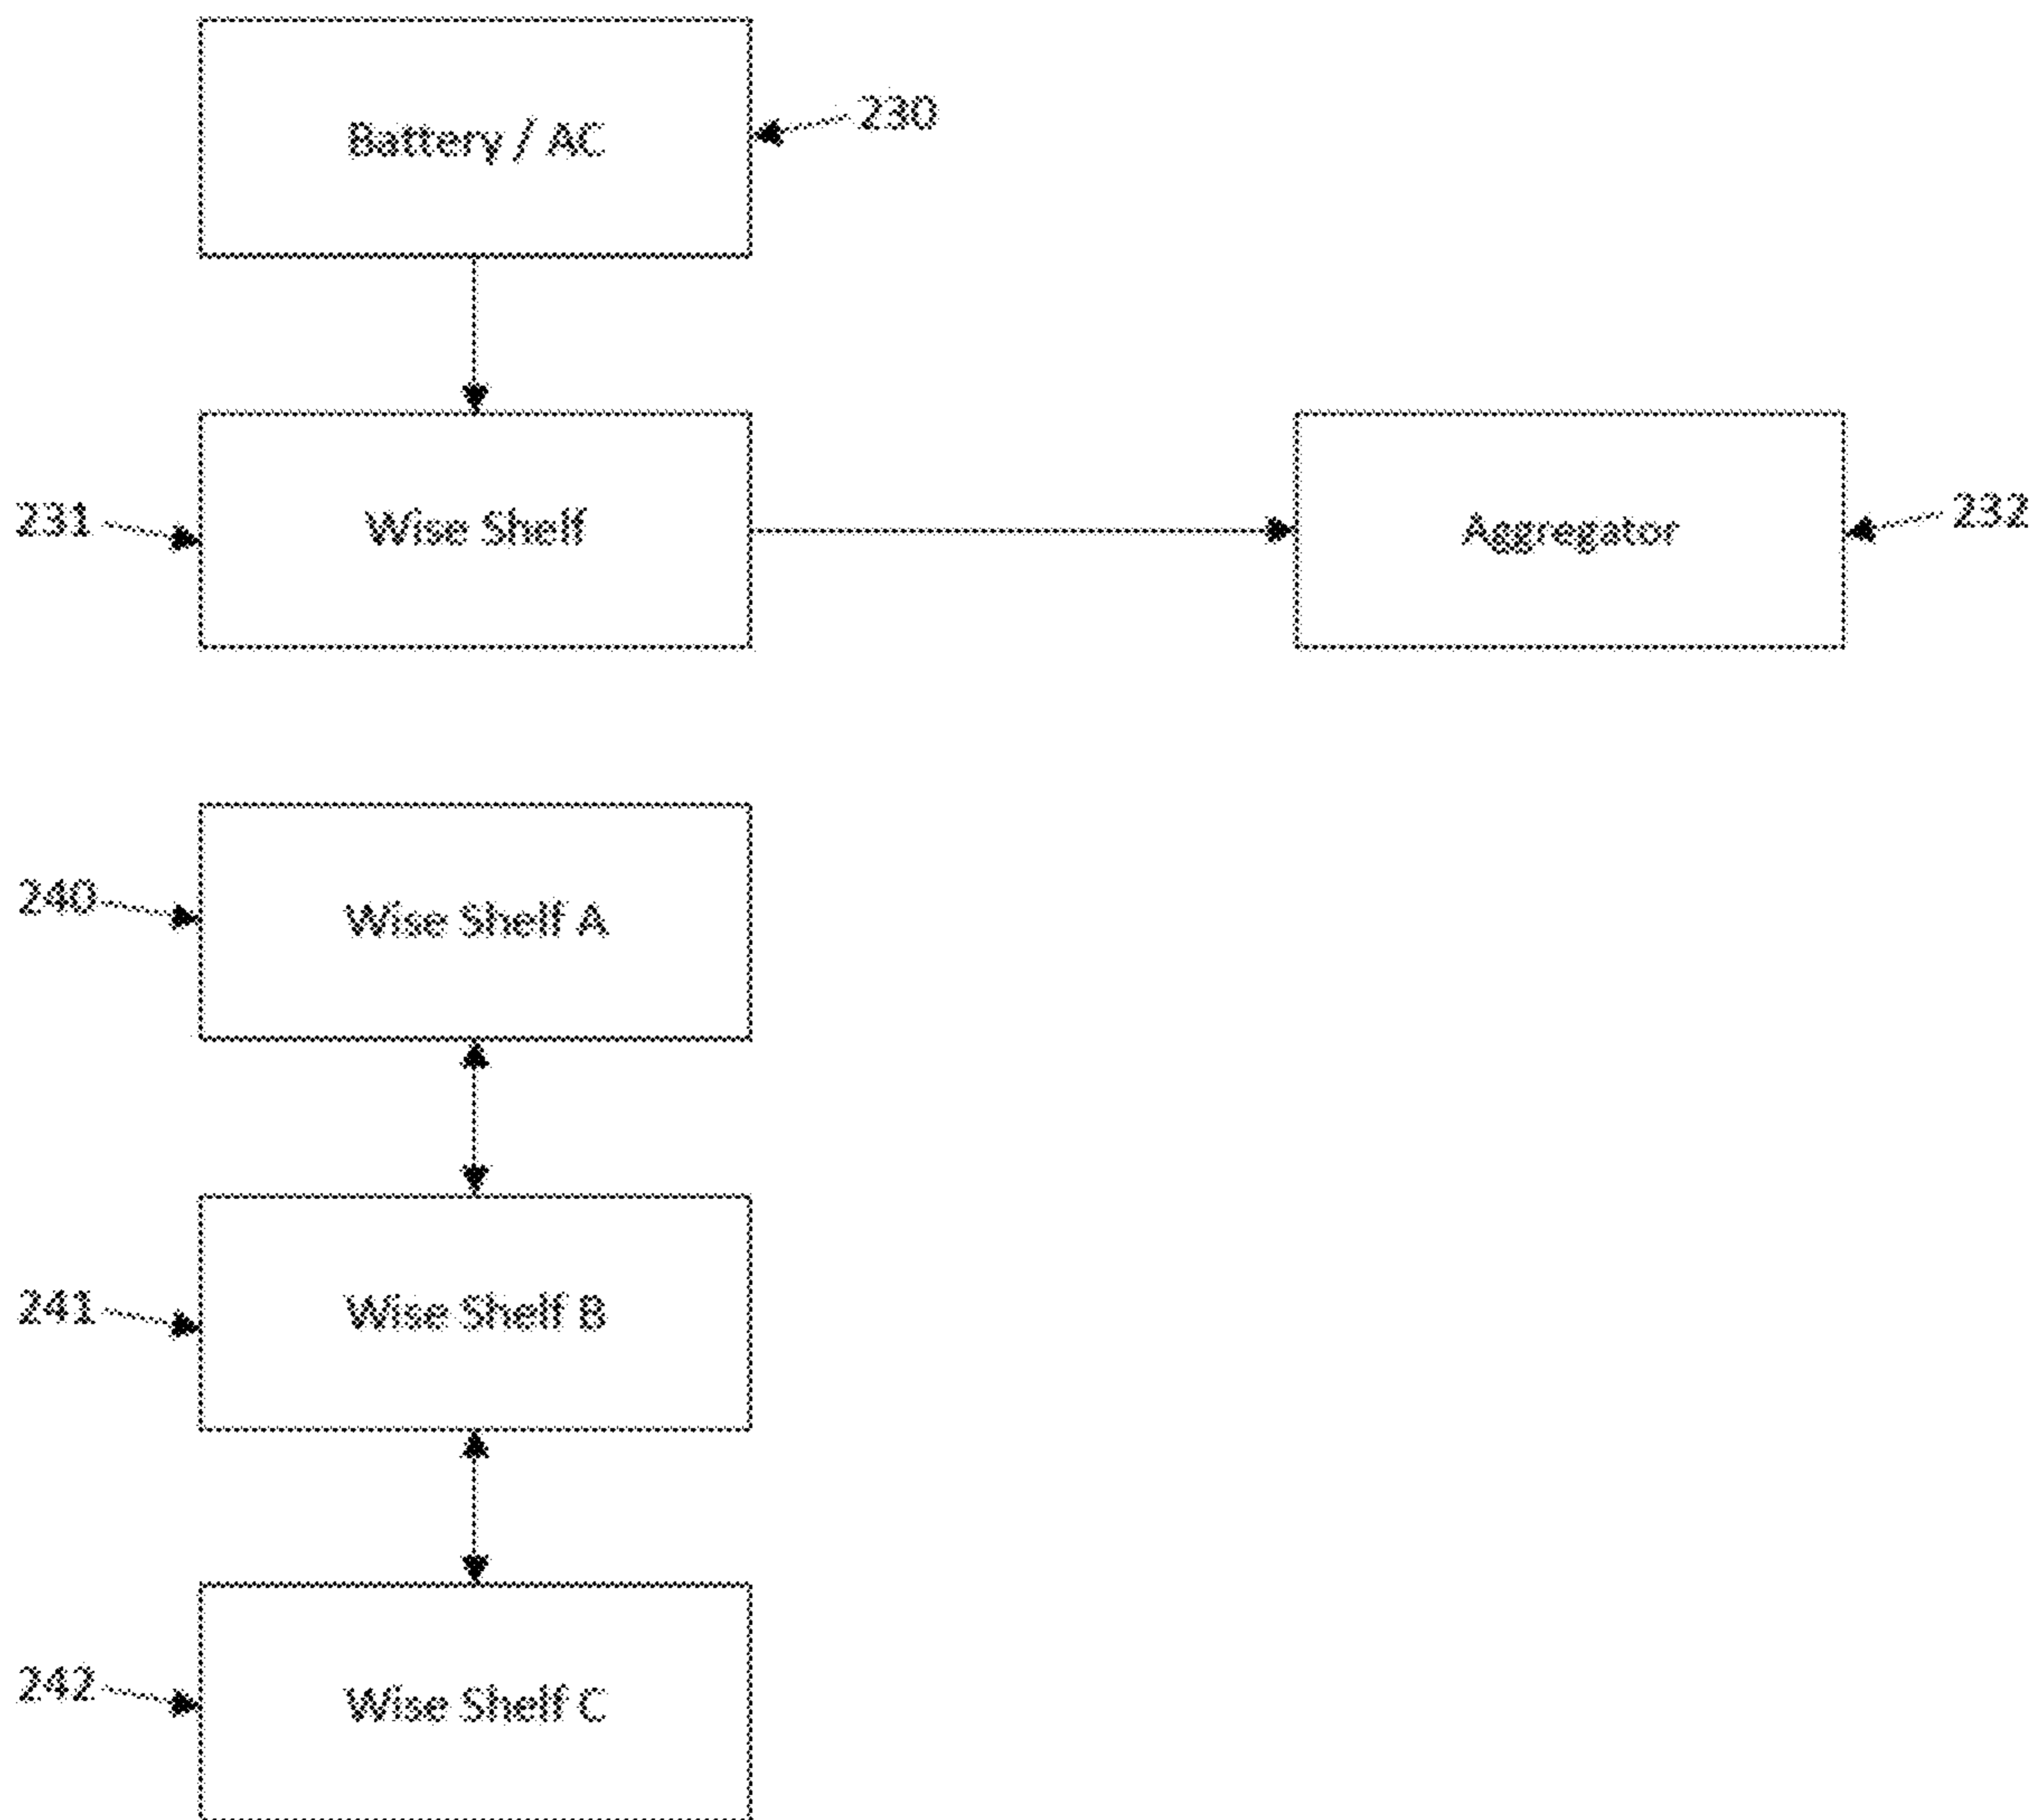 Battery / AC
230
231
Wise Shelf
Aggregator
232
240
Wise Shelf A
241
Wise Shelf B
242
Wise Shelf C